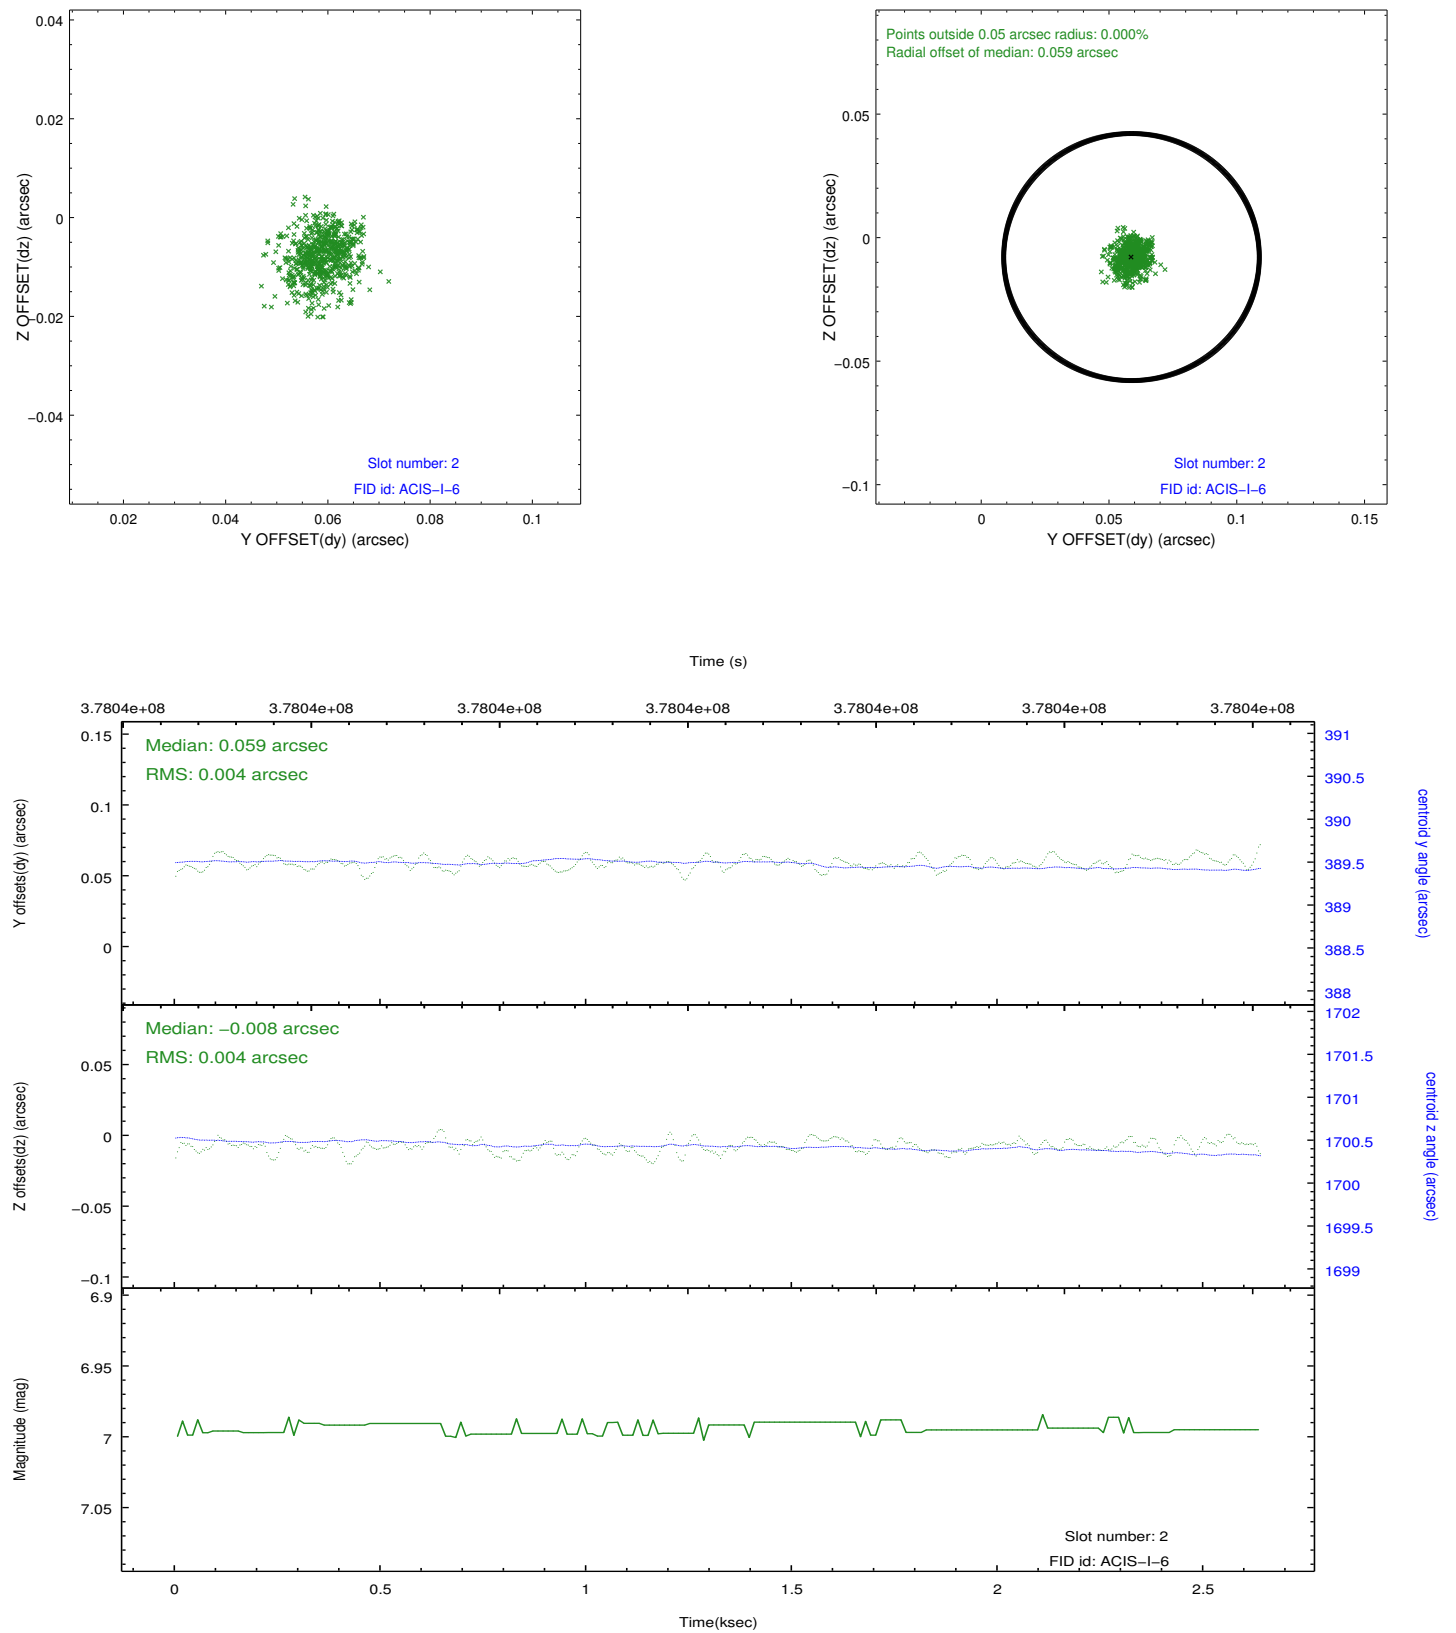 0.04
0.02
0
−0.02
−0.04
Z OFFSET(dz) (arcsec)
Slot number: 2
FID id: ACIS−I−6
0.02 0.04 0.06 0.08 0.1
Y OFFSET(dy) (arcsec)
Points outside 0.05 arcsec radius: 0.000%
Radial offset of median: 0.059 arcsec
0.05
0
−0.05
−0.1
Z OFFSET(dz) (arcsec)
Slot number: 2
FID id: ACIS−I−6
0 0.05 0.1 0.15
Y OFFSET(dy) (arcsec)
Time (s)
3.7804e+08 3.7804e+08 3.7804e+08 3.7804e+08 3.7804e+08 3.7804e+08 3.7804e+08
Median: 0.059 arcsec
RMS: 0.004 arcsec
0.15
0.1
0.05
0
Y offsets(dy) (arcsec)
391
390.5
390
389.5
389
388.5
388
centroid y angle (arcsec)
Median: −0.008 arcsec
RMS: 0.004 arcsec
0.05
0
−0.05
−0.1
Z offsets(dz) (arcsec)
1702
1701.5
1701
1700.5
1700
1699.5
1699
centroid z angle (arcsec)
6.9
6.95
7
7.05
Magnitude (mag)
Slot number: 2
FID id: ACIS−I−6
0 0.5 1 1.5 2 2.5
Time(ksec)